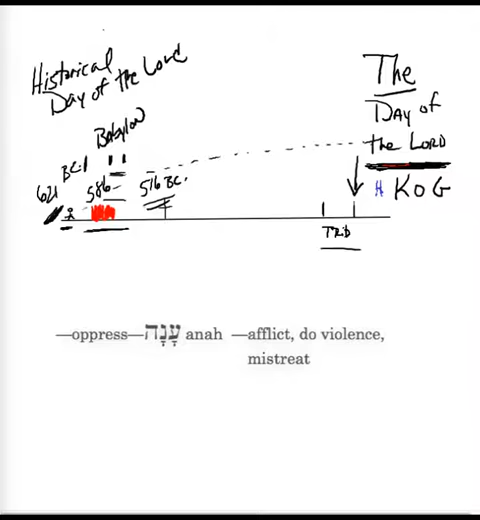 Historical
Day of the Lord
The
Day of
the Lord
Babylon
621 BC
586
516 BC.
H KOG
TRIB
—oppress—עָנָה anah —afflict, do violence,
mistreat